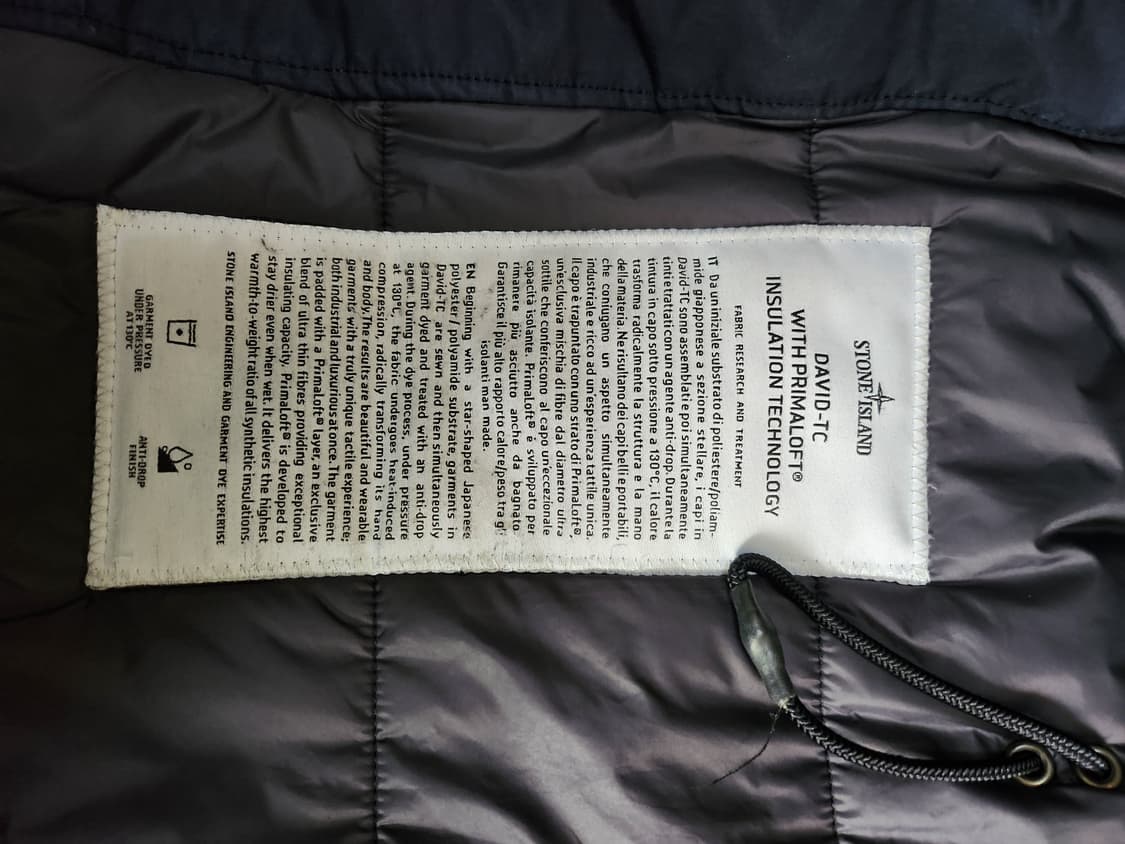 STONE ISLAND
DAVID-TC
WITH PRIMALOFT®
INSULATION TECHNOLOGY
FABRIC RESEARCH AND TREATMENT
IT Da un iniziale substrato di poliestere/poliam-
mide giapponese a sezione stellare, i capi in
David-TC sono assemblati e poi simultaneamente
tinti e trattati con un agente anti-drop. Durante la
tintura in capo sotto pressione a 130°C, il calore
trasforma radicalmente la struttura e la mano
della materia. Ne risultano dei capi belli e portabili,
che coniugano un aspetto simultaneamente
industriale e ricco ad un'esperienza tattile unica.
Il capo è trapuntato con uno strato di PrimaLoft®,
un'esclusiva mischia di fibre dal diametro ultra
sottile che conferiscono al capo un'eccezionale
capacità isolante. PrimaLoft® è sviluppato per
rimanere più asciutto anche da bagnato.
Garantisce il più alto rapporto calore/peso tra gli
isolanti man made.
EN Beginning with a star-shaped Japanese
polyester/ polyamide substrate, garments in
David-TC are sewn and then simultaneously
garment dyed and treated with an anti-drop
agent. During the dye process, under pressure
at 130°C, the fabric undergoes heat-induced
compression, radically transforming its hand
and body. The results are beautiful and wearable
garments with a truly unique tactile experience;
both industrial and luxurious at once. The garment
is padded with a PrimaLoft® layer, an exclusive
blend of ultra thin fibres providing exceptional
insulating capacity. PrimaLoft® is developed to
stay drier even when wet. It delivers the highest
warmth-to-weight ratio of all synthetic insulations.
STONE ISLAND ENGINEERING AND GARMENT DYE EXPERTISE
GARMENT DYED
UNDER PRESSURE
AT 130°C
ANTI-DROP
FINISH